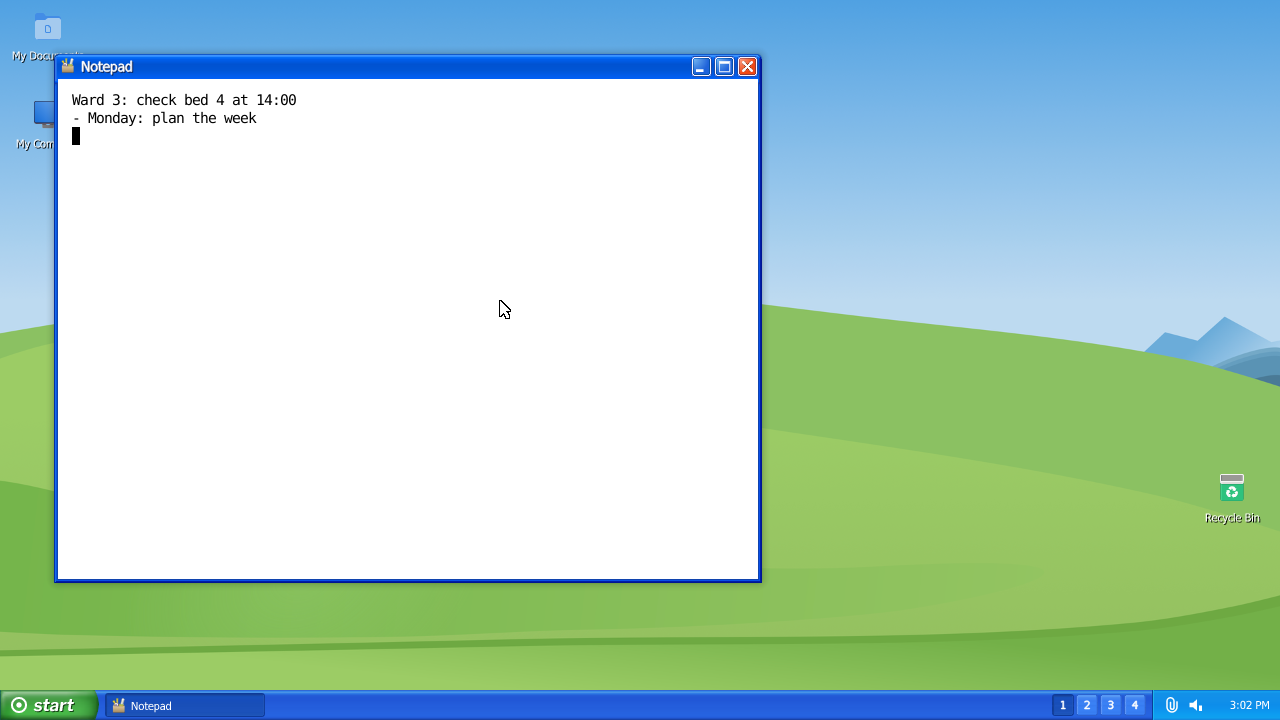 My Docu
Notepad
Ward 3: check bed 4 at 14:00
- Monday: plan the week
My Com
Recycle Bin
start
Notepad
1 2 3 4
3:02 PM